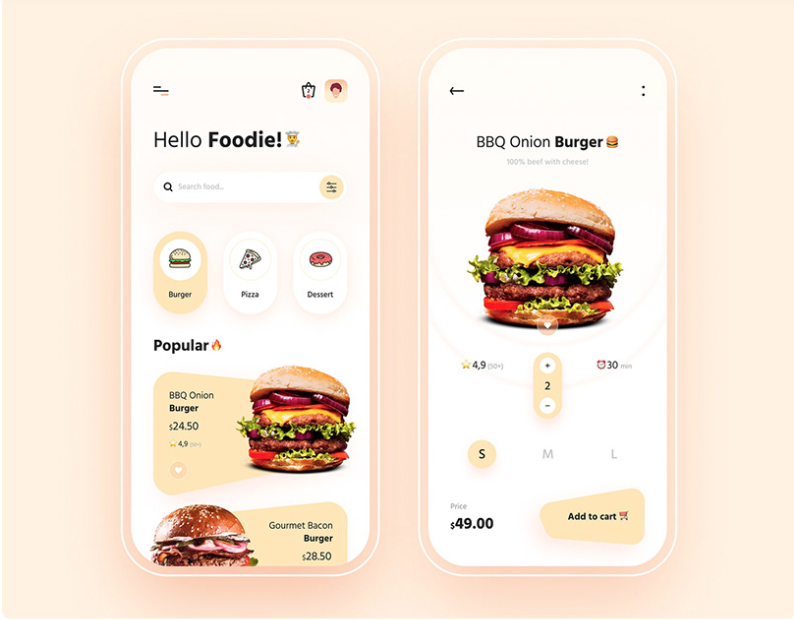 Hello Foodie!
Search food...
Burger
Pizza
Dessert
Popular
BBQ Onion
Burger
$24.50
4,9 (50+)
Gourmet Bacon
Burger
$28.50
BBQ Onion Burger
100% beef with cheese!
4,9 (50+)
30 min
+
2
−
S
M
L
Price
$49.00
Add to cart